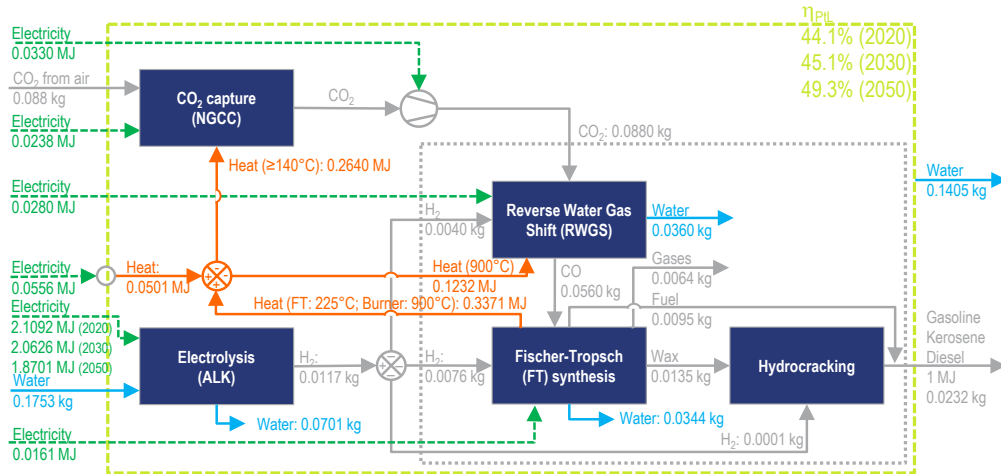 Electricity
0.0330 MJ
CO₂ from air
0.088 kg
Electricity
0.0238 MJ
CO₂ capture
(NGCC)
CO₂
η_PtL
44.1% (2020)
45.1% (2030)
49.3% (2050)
CO₂: 0.0880 kg
Heat (≥140°C): 0.2640 MJ
Electricity
0.0280 MJ
H₂
0.0040 kg
Reverse Water Gas
Shift (RWGS)
Water
0.0360 kg
Water
0.1405 kg
Electricity
0.0556 MJ
Heat:
0.0501 MJ
Heat (900°C)
0.1232 MJ
CO
0.0560 kg
Gases
0.0064 kg
Heat (FT: 225°C; Burner: 900°C): 0.3371 MJ
Fuel
0.0095 kg
Electricity
2.1092 MJ (2020)
2.0626 MJ (2030)
1.8701 MJ (2050)
Electrolysis
(ALK)
H₂:
0.0117 kg
H₂:
0.0076 kg
Fischer-Tropsch
(FT) synthesis
Wax
0.0135 kg
Hydrocracking
Gasoline
Kerosene
Diesel
1 MJ
0.0232 kg
Water
0.1753 kg
Water: 0.0701 kg
Water: 0.0344 kg
Electricity
0.0161 MJ
H₂: 0.0001 kg